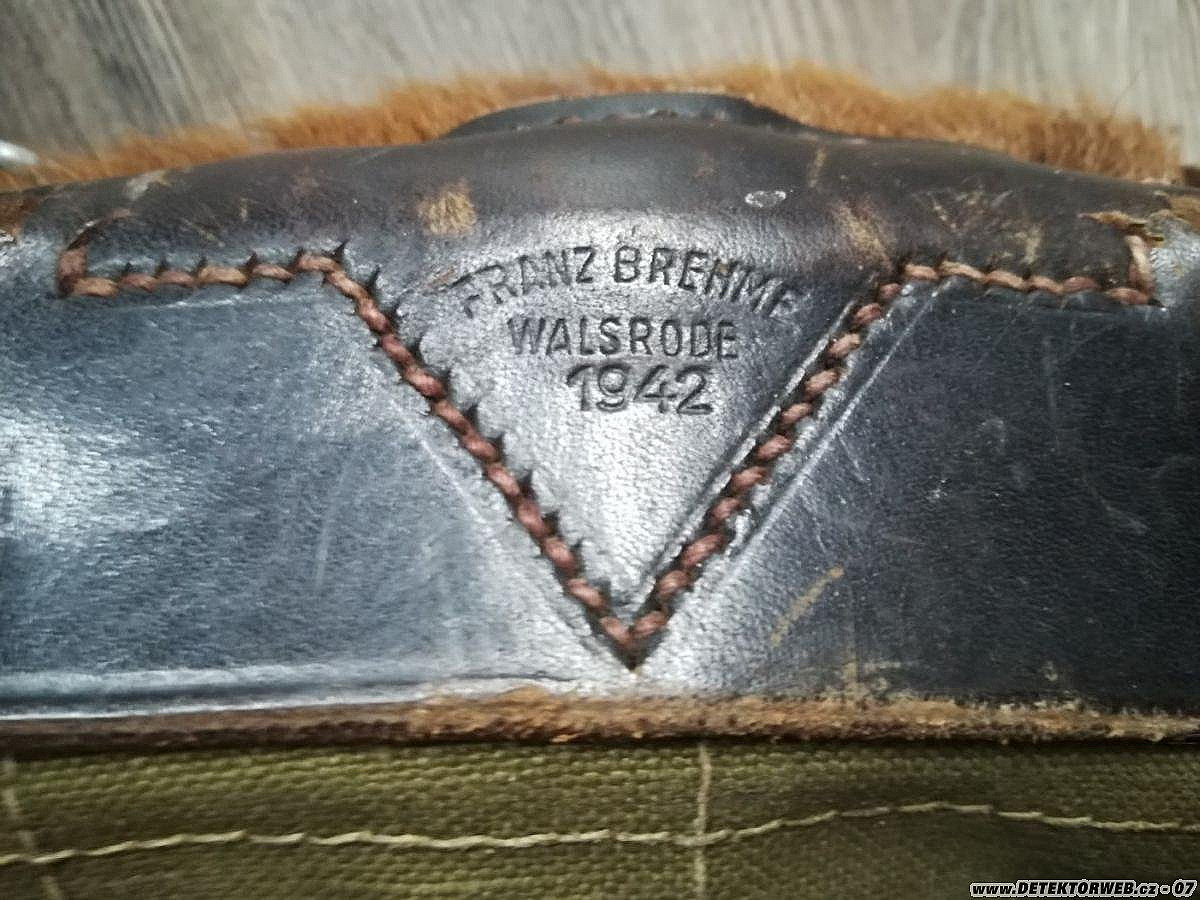 FRANZ BREHME
WALSRODE
1942
www.DETEKTORWEB.cz - 07